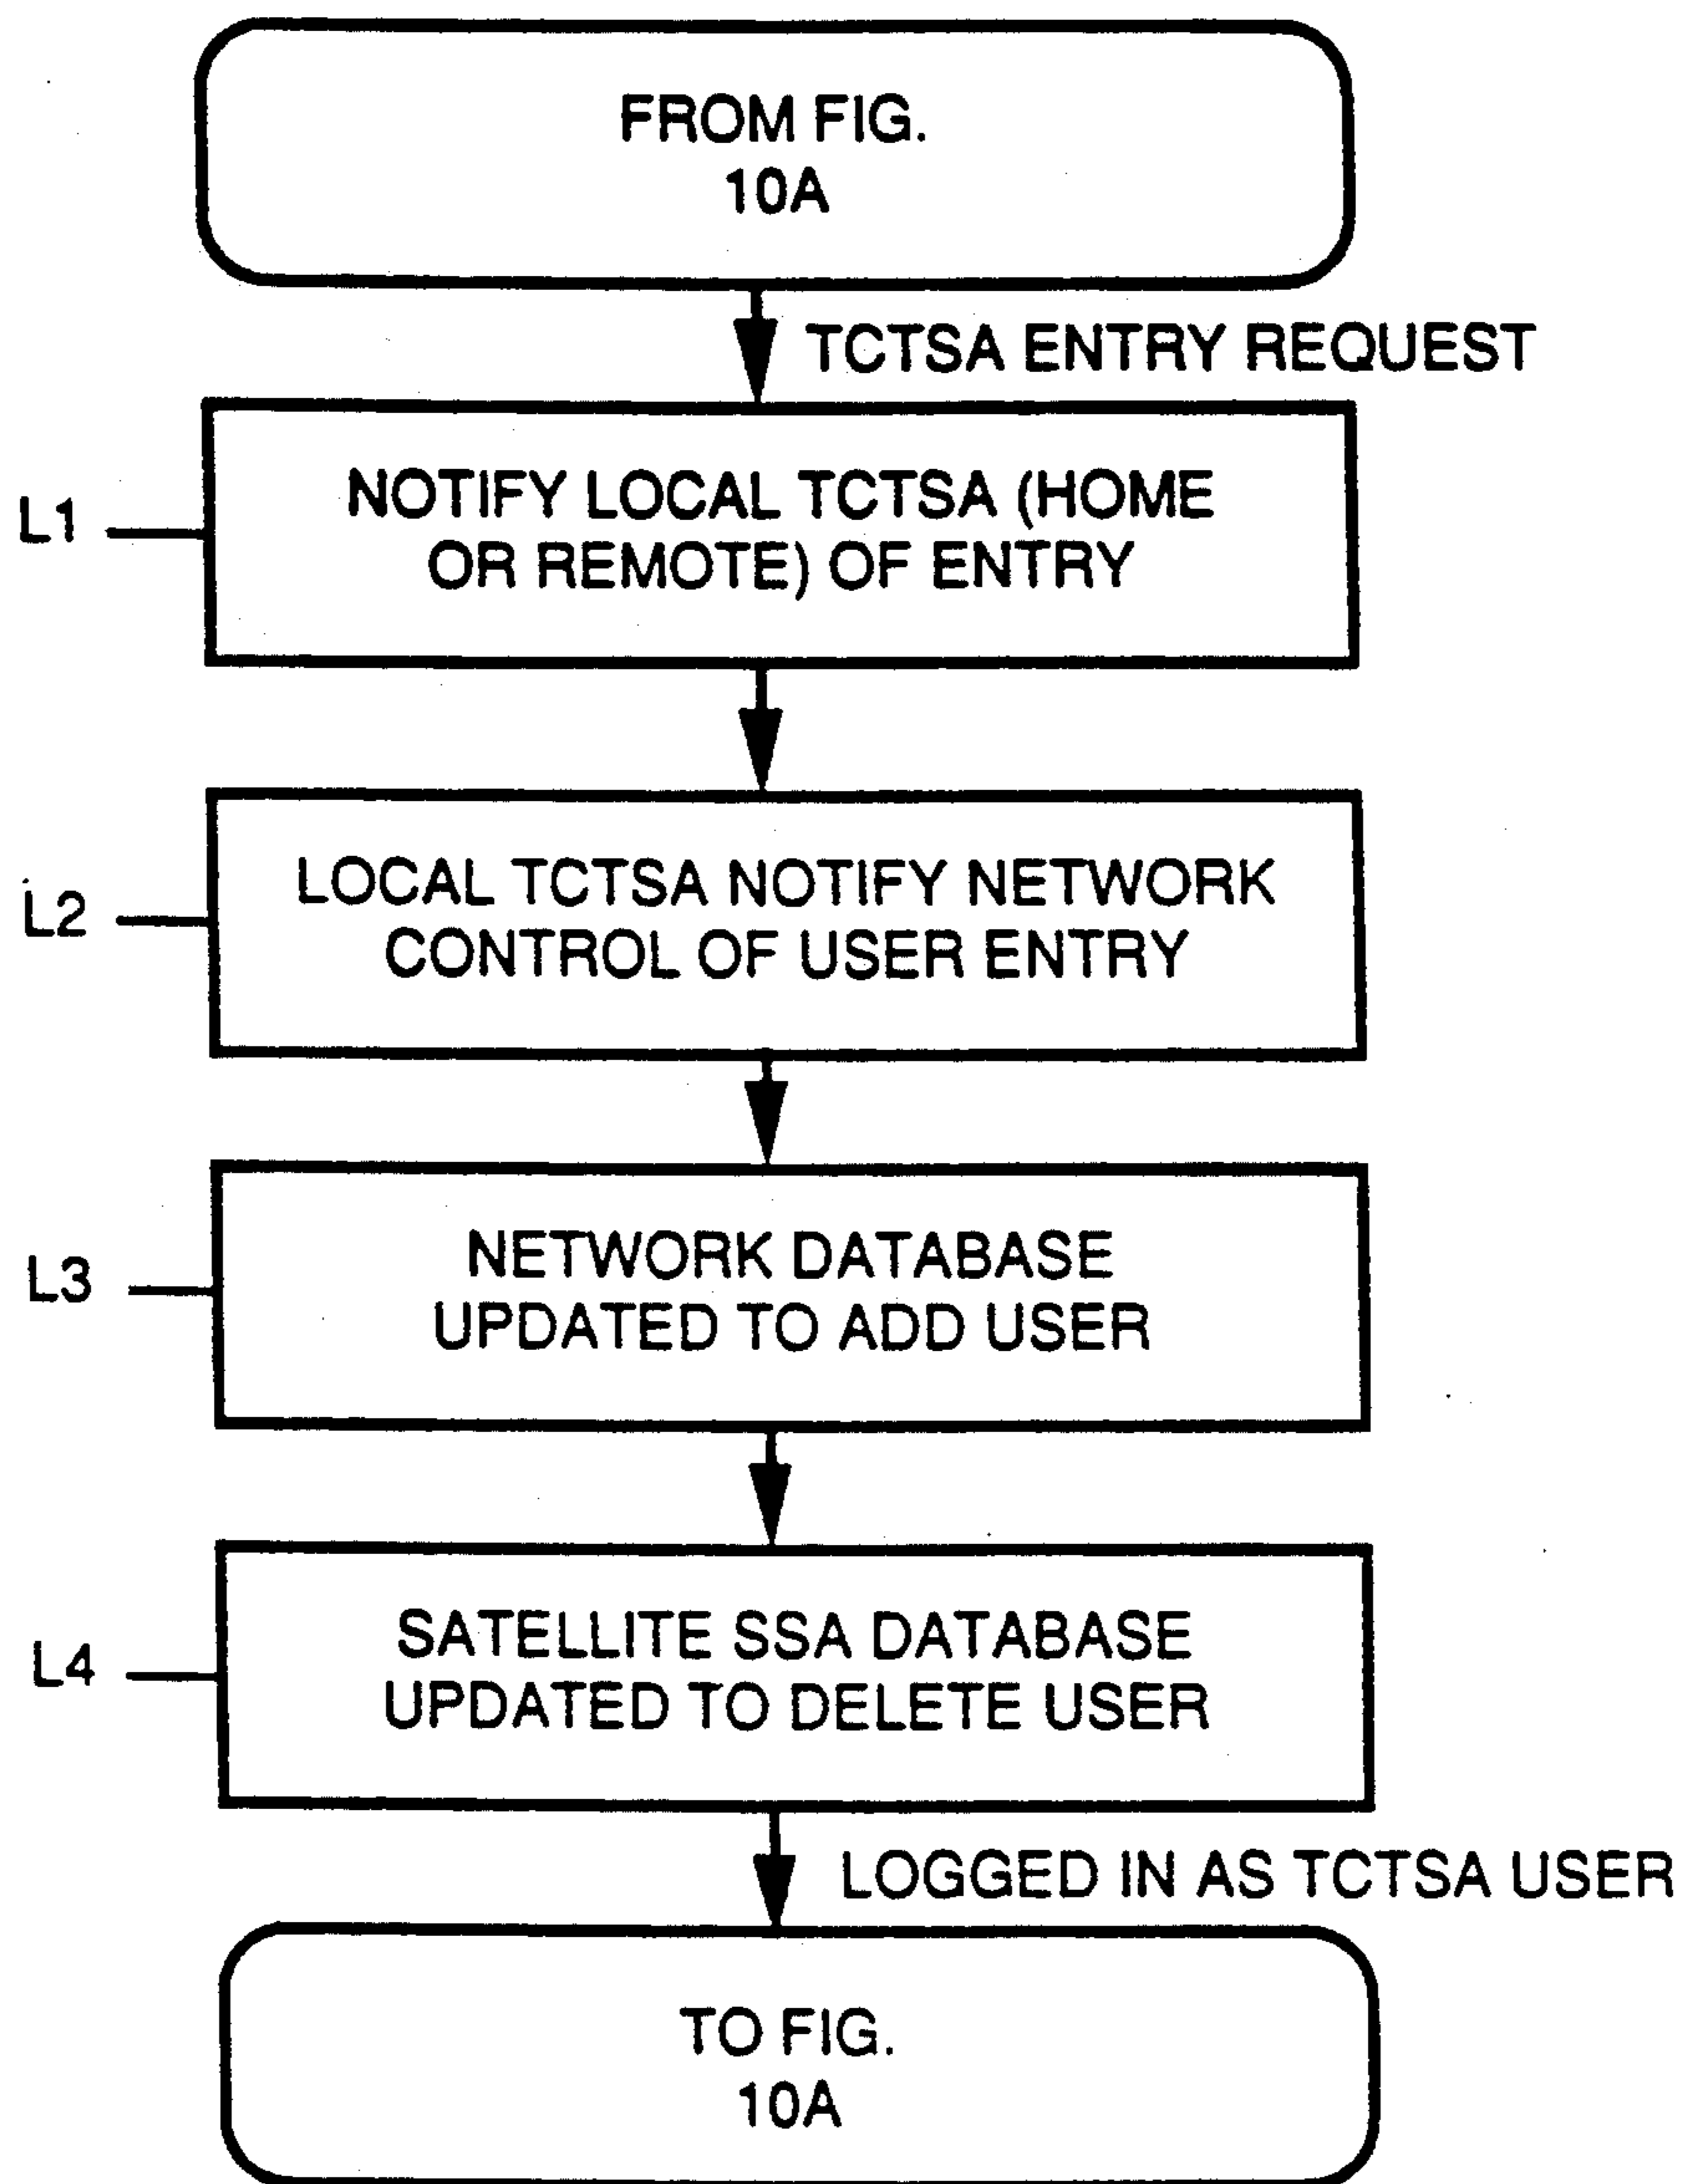 FROM FIG.
10A
TCTSA ENTRY REQUEST
L1
NOTIFY LOCAL TCTSA (HOME
OR REMOTE) OF ENTRY
L2
LOCAL TCTSA NOTIFY NETWORK
CONTROL OF USER ENTRY
L3
NETWORK DATABASE
UPDATED TO ADD USER
L4
SATELLITE SSA DATABASE
UPDATED TO DELETE USER
LOGGED IN AS TCTSA USER
TO FIG.
10A